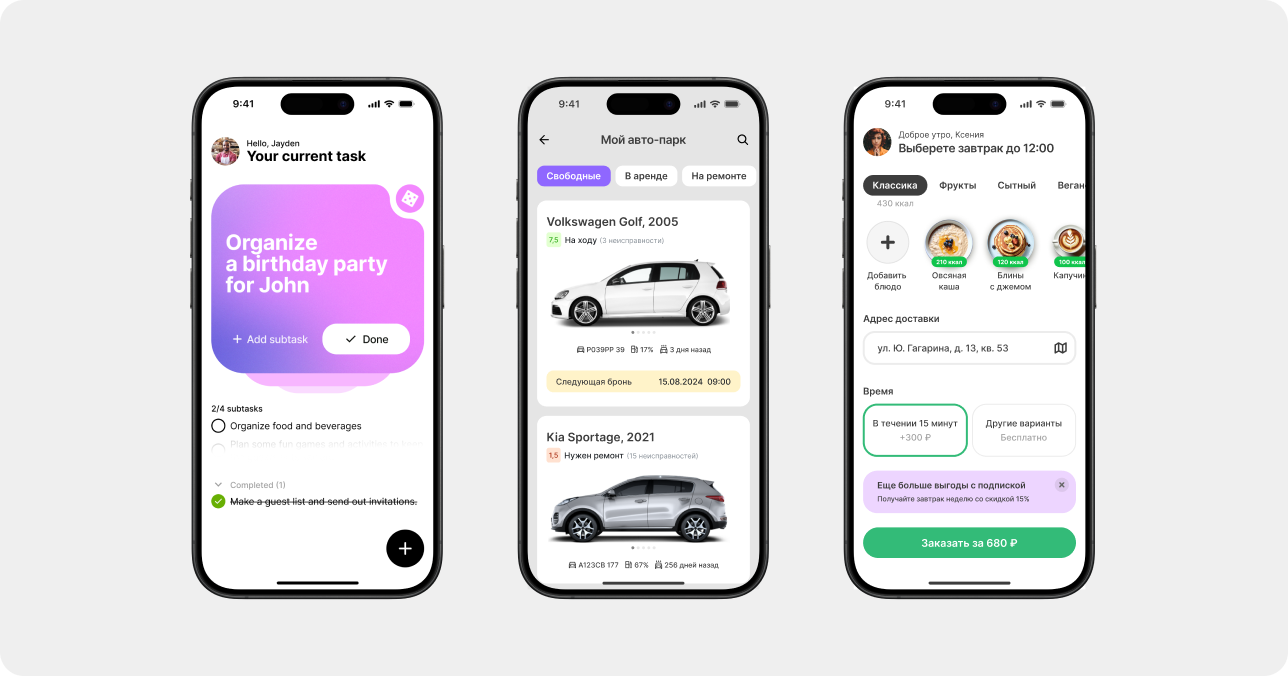 9:41
Hello, Jayden
Your current task
Organize
a birthday party
for John
+ Add subtask
Done
2/4 subtasks
Organize food and beverages
Plan some fun games and activities to keep
Completed (1)
Make a guest list and send out invitations.
9:41
Мой авто-парк
Свободные
В аренде
На ремонте
Volkswagen Golf, 2005
7,5 На ходу (3 неисправности)
P039PP 39 17% 3 дня назад
Следующая бронь 15.08.2024 09:00
Kia Sportage, 2021
1,5 Нужен ремонт (15 неисправностей)
A123CB 177 67% 256 дней назад
9:41
Доброе утро, Ксения
Выберете завтрак до 12:00
Классика Фрукты Сытный Веган
430 ккал
210 ккал 120 ккал 100 ккал
Добавить
блюдо
Овсяная
каша
Блины
с джемом
Капучин
Адрес доставки
ул. Ю. Гагарина, д. 13, кв. 53
Время
В течении 15 минут
+300 ₽
Другие варианты
Бесплатно
Еще больше выгоды с подпиской
Получайте завтрак неделю со скидкой 15%
Заказать за 680 ₽